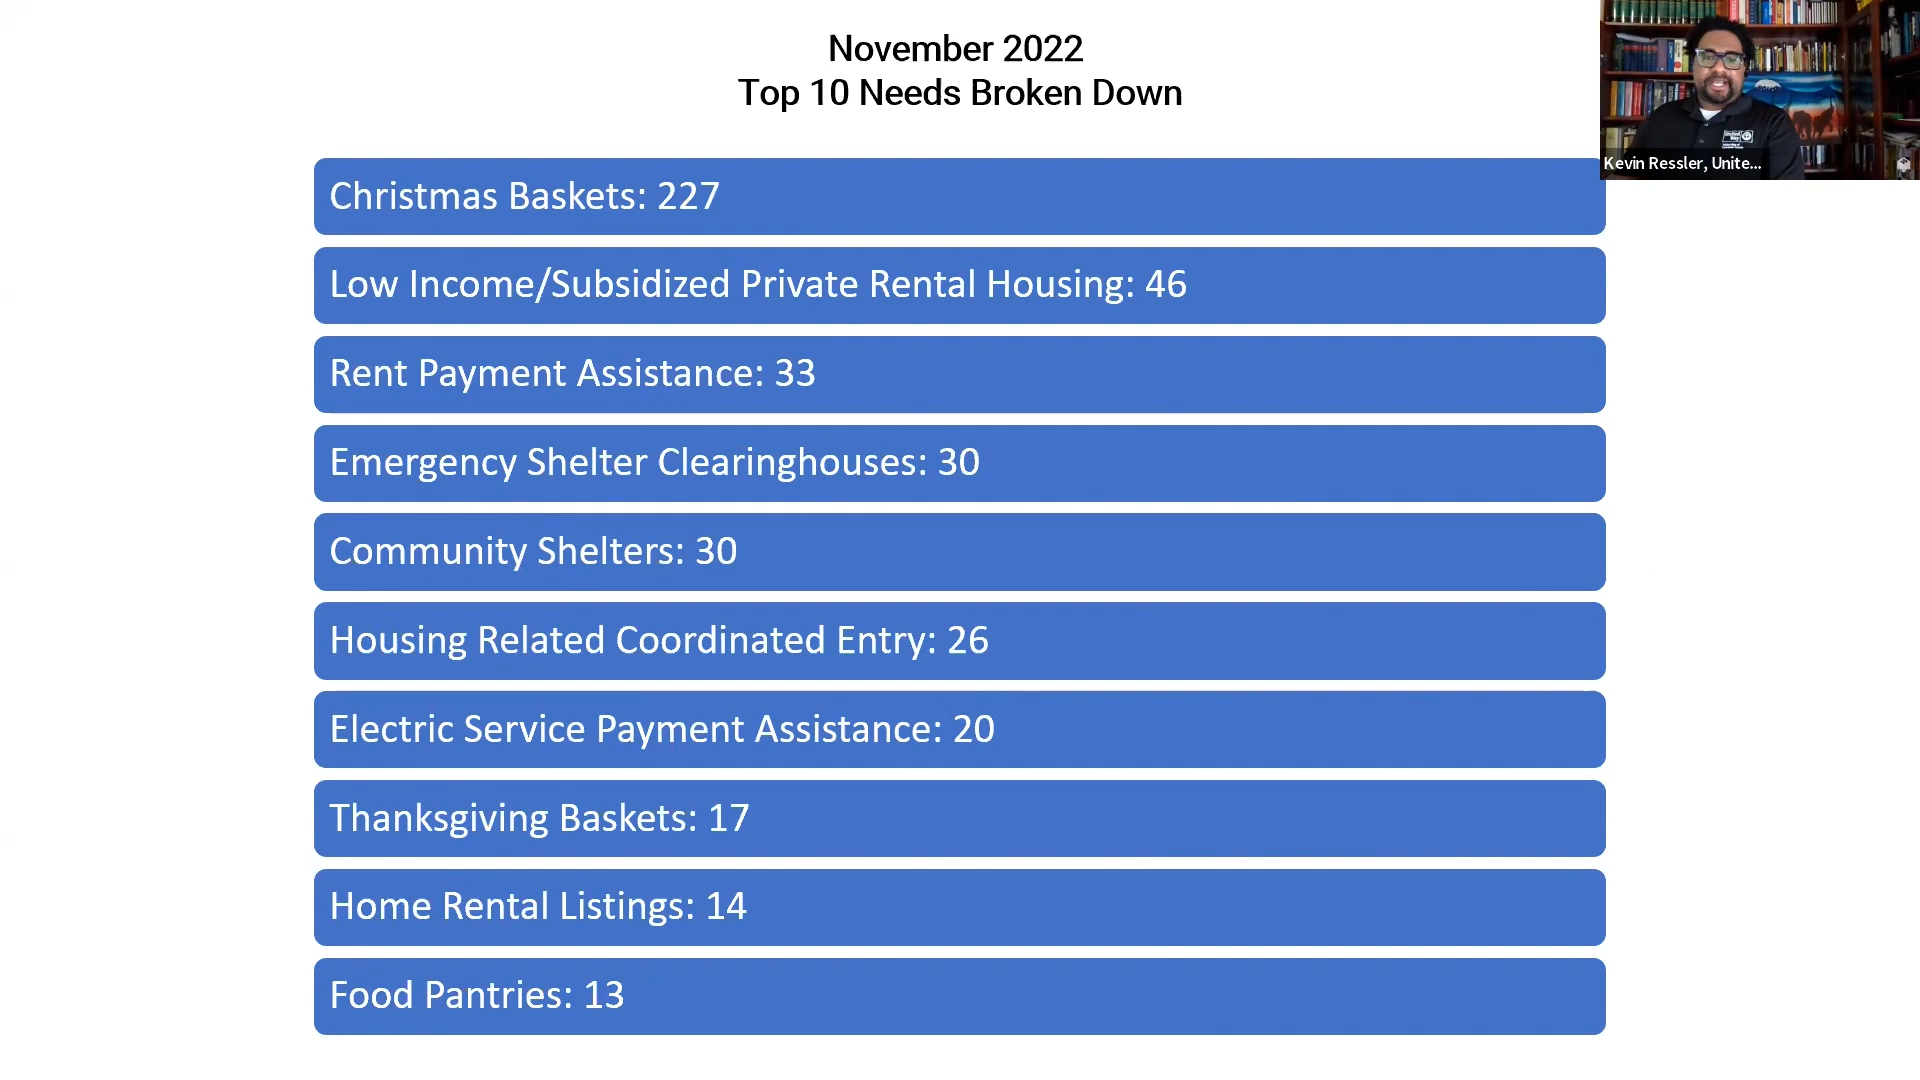 November 2022
Top 10 Needs Broken Down
Kevin Ressler, Unite...
Christmas Baskets: 227
Low Income/Subsidized Private Rental Housing: 46
Rent Payment Assistance: 33
Emergency Shelter Clearinghouses: 30
Community Shelters: 30
Housing Related Coordinated Entry: 26
Electric Service Payment Assistance: 20
Thanksgiving Baskets: 17
Home Rental Listings: 14
Food Pantries: 13